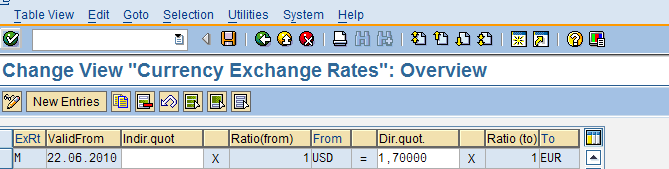 Table View Edit Goto Selection Utilities System Help
Change View "Currency Exchange Rates": Overview
New Entries
ExRt ValidFrom Indir.quot Ratio(from) From Dir.quot. Ratio (to) To
M 22.06.2010 X 1 USD = 1,70000 X 1 EUR